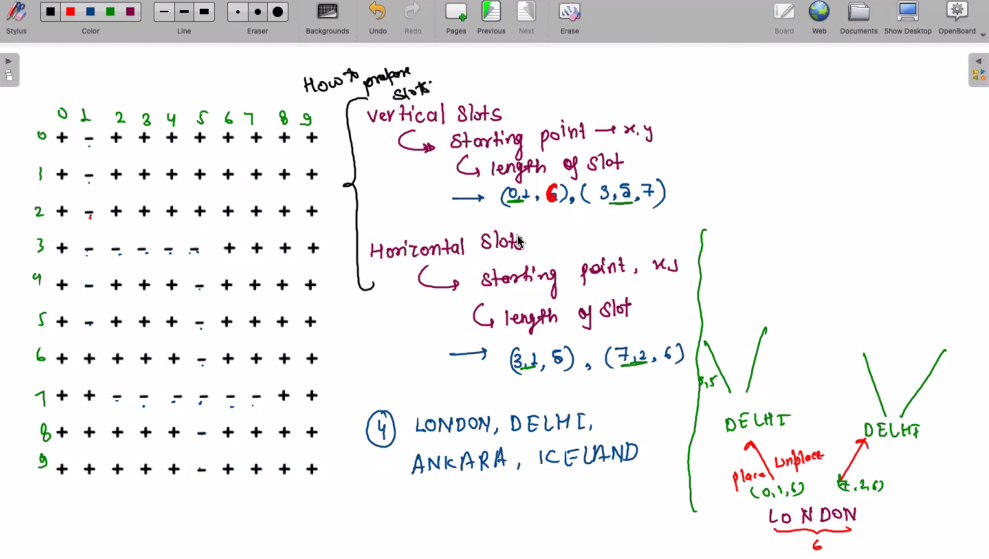 Stylus Color Line Eraser Backgrounds Undo Redo Pages Previous Next Erase Board Web Documents Show Desktop OpenBoard
How to prepare
slots.
0 1 2 3 4 5 6 7 8 9
0 + - + + + + + + + +
1 + - + + + + + + + +
2 + - + + + + + + + +
3 + - - - - - + + + +
4 + - + + + - + + + +
5 + - + + + - + + + +
6 + + + + + - + + + +
7 + + - - - - - - + +
8 + + + + + - + + + +
9 + + + + + - + + + +
Vertical Slots
Starting point → x, y
length of slot
→ (0,1, 6), (3,5,7)
Horizontal Slots
starting point, x,y
length of slot
→ (3,1,5), (7,2,6)
4 LONDON, DELHI,
ANKARA, ICELAND
DELHI DELHI
place unplace
(0,1,6) (7,2,6)
LONDON
6